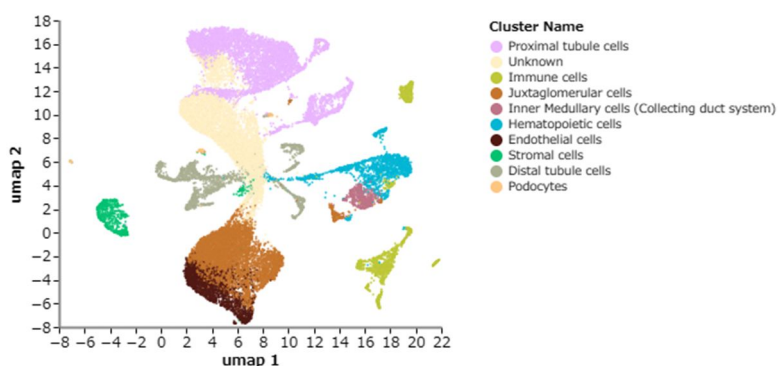 18
16
14
12
10
8
6
4
2
0
−2
−4
−6
−8
umap 2
−8 −6 −4 −2 0 2 4 6 8 10 12 14 16 18 20 22
umap 1
Cluster Name
Proximal tubule cells
Unknown
Immune cells
Juxtaglomerular cells
Inner Medullary cells (Collecting duct system)
Hematopoietic cells
Endothelial cells
Stromal cells
Distal tubule cells
Podocytes